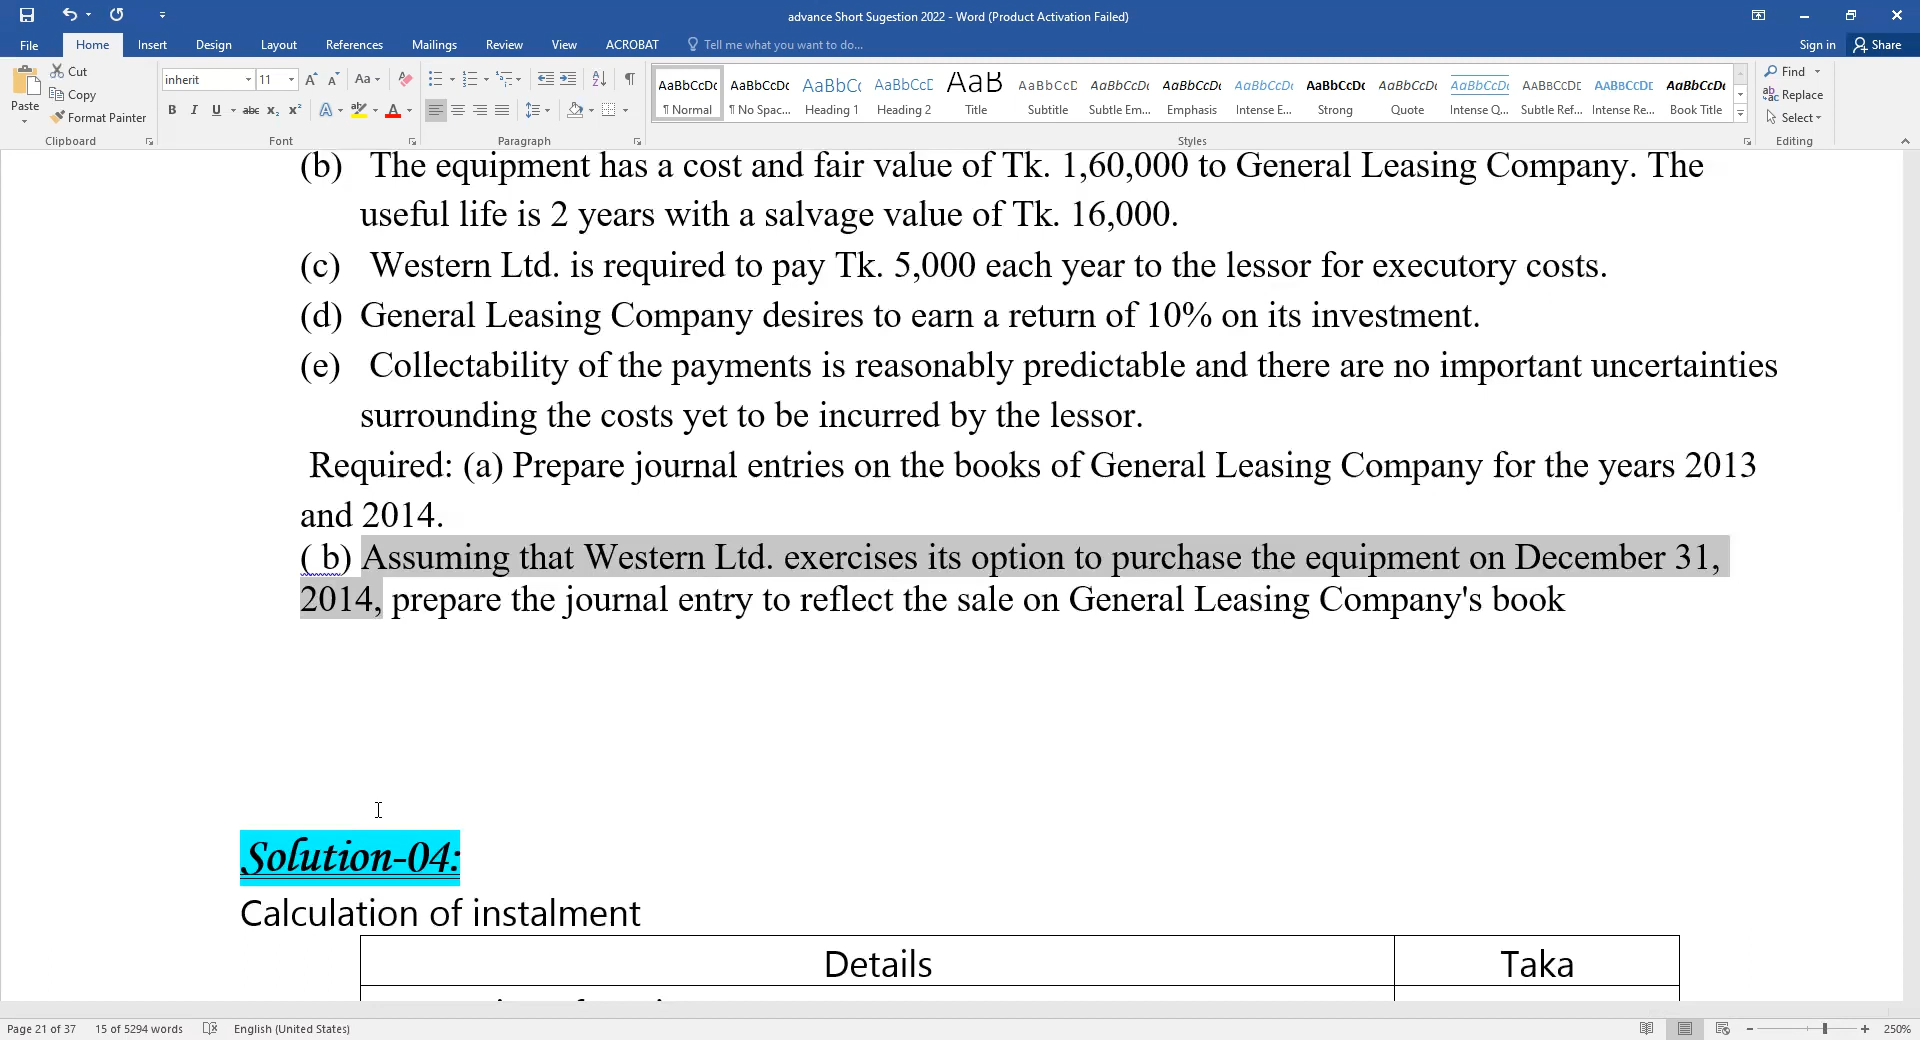 advance Short Sugestion 2022 - Word (Product Activation Failed)
File Home Insert Design Layout References Mailings Review View ACROBAT Tell me what you want to do... Sign in Share
Paste Cut Copy Format Painter Clipboard
inherit 11 Font
Paragraph
AaBbCcDc ¶ Normal
AaBbCcDc ¶ No Spac...
AaBbCc Heading 1
AaBbCcD Heading 2
AaB Title
AaBbCcD Subtitle
AaBbCcDc Subtle Em...
AaBbCcDc Emphasis
AaBbCcDc Intense E...
AaBbCcDc Strong
AaBbCcDc Quote
AaBbCcDc Intense Q...
AABBCCDD Subtle Ref...
AABBCCDD Intense Re...
AaBbCcDc Book Title
Styles
Find Replace Select Editing
(b) The equipment has a cost and fair value of Tk. 1,60,000 to General Leasing Company. The
useful life is 2 years with a salvage value of Tk. 16,000.
(c) Western Ltd. is required to pay Tk. 5,000 each year to the lessor for executory costs.
(d) General Leasing Company desires to earn a return of 10% on its investment.
(e) Collectability of the payments is reasonably predictable and there are no important uncertainties
surrounding the costs yet to be incurred by the lessor.
Required: (a) Prepare journal entries on the books of General Leasing Company for the years 2013
and 2014.
( b) Assuming that Western Ltd. exercises its option to purchase the equipment on December 31,
2014, prepare the journal entry to reflect the sale on General Leasing Company's book
Solution-04:
Calculation of instalment
Details Taka
Page 21 of 37 15 of 5294 words English (United States) 250%